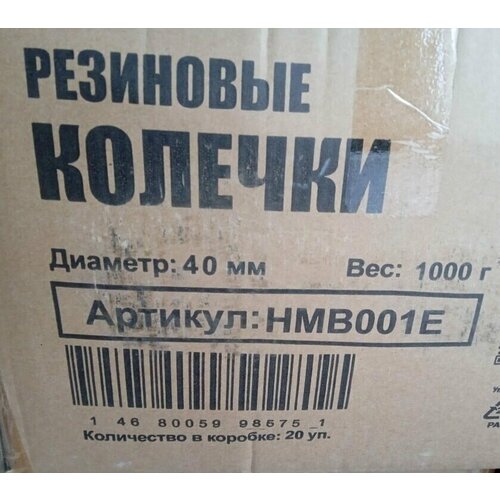 РЕЗИНОВЫЕ
КОЛЕЧКИ
Диаметр: 40 мм Вес: 1000 г
Артикул: HMB001E
1 46 80059 98575 1
Количество в коробке: 20 уп.